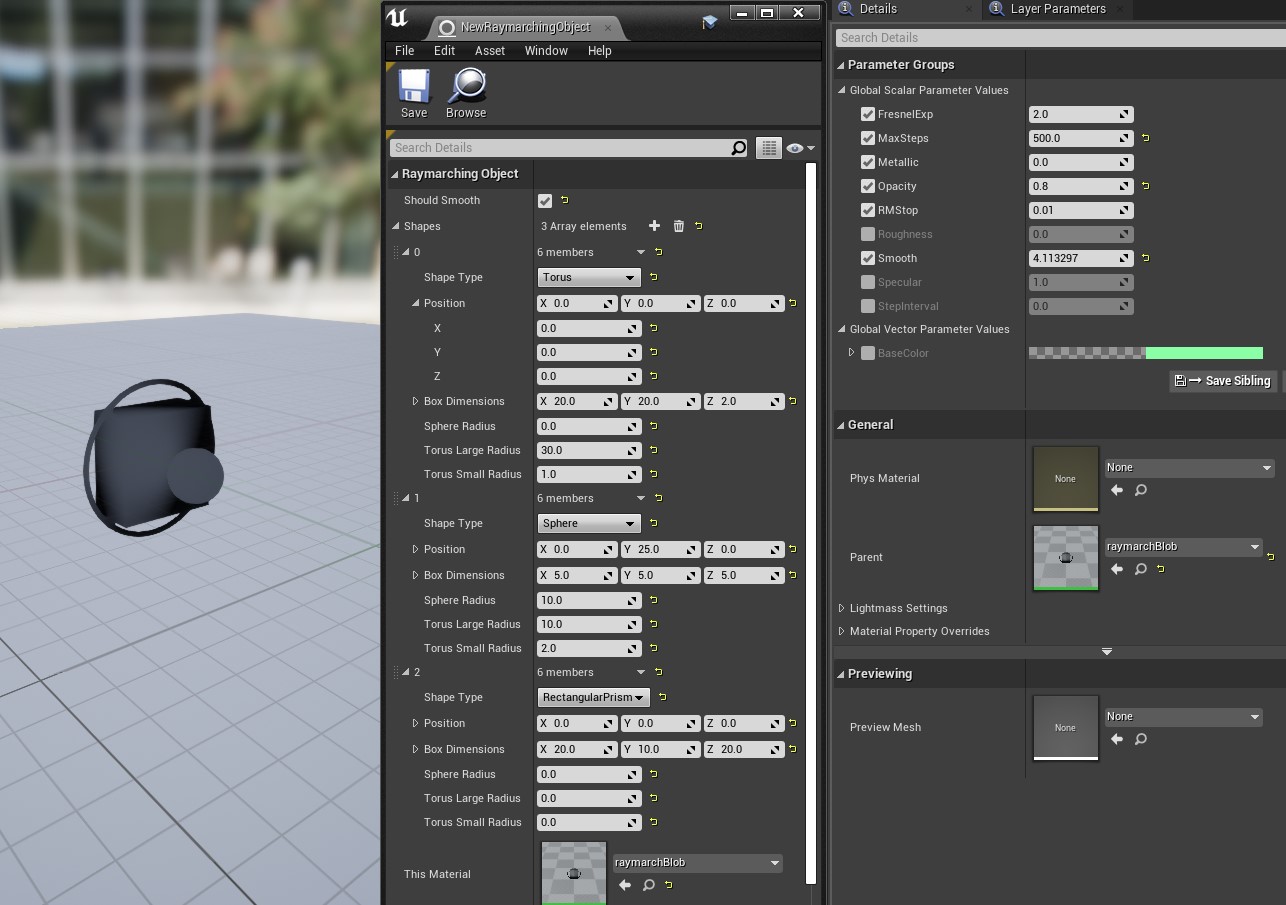 NewRaymarchingObject
File Edit Asset Window Help
Save Browse
Search Details
Raymarching Object
Should Smooth
Shapes 3 Array elements
0 6 members
Shape Type Torus
Position X 0.0 Y 0.0 Z 0.0
X 0.0
Y 0.0
Z 0.0
Box Dimensions X 20.0 Y 20.0 Z 2.0
Sphere Radius 0.0
Torus Large Radius 30.0
Torus Small Radius 1.0
1 6 members
Shape Type Sphere
Position X 0.0 Y 25.0 Z 0.0
Box Dimensions X 5.0 Y 5.0 Z 5.0
Sphere Radius 10.0
Torus Large Radius 10.0
Torus Small Radius 2.0
2 6 members
Shape Type RectangularPrism
Position X 0.0 Y 0.0 Z 0.0
Box Dimensions X 20.0 Y 10.0 Z 20.0
Sphere Radius 0.0
Torus Large Radius 0.0
Torus Small Radius 0.0
This Material raymarchBlob
Details Layer Parameters
Search Details
Parameter Groups
Global Scalar Parameter Values
FresnelExp 2.0
MaxSteps 500.0
Metallic 0.0
Opacity 0.8
RMStop 0.01
Roughness 0.0
Smooth 4.113297
Specular 1.0
StepInterval 0.0
Global Vector Parameter Values
BaseColor
Save Sibling
General
Phys Material None None
Parent raymarchBlob
Lightmass Settings
Material Property Overrides
Previewing
Preview Mesh None None